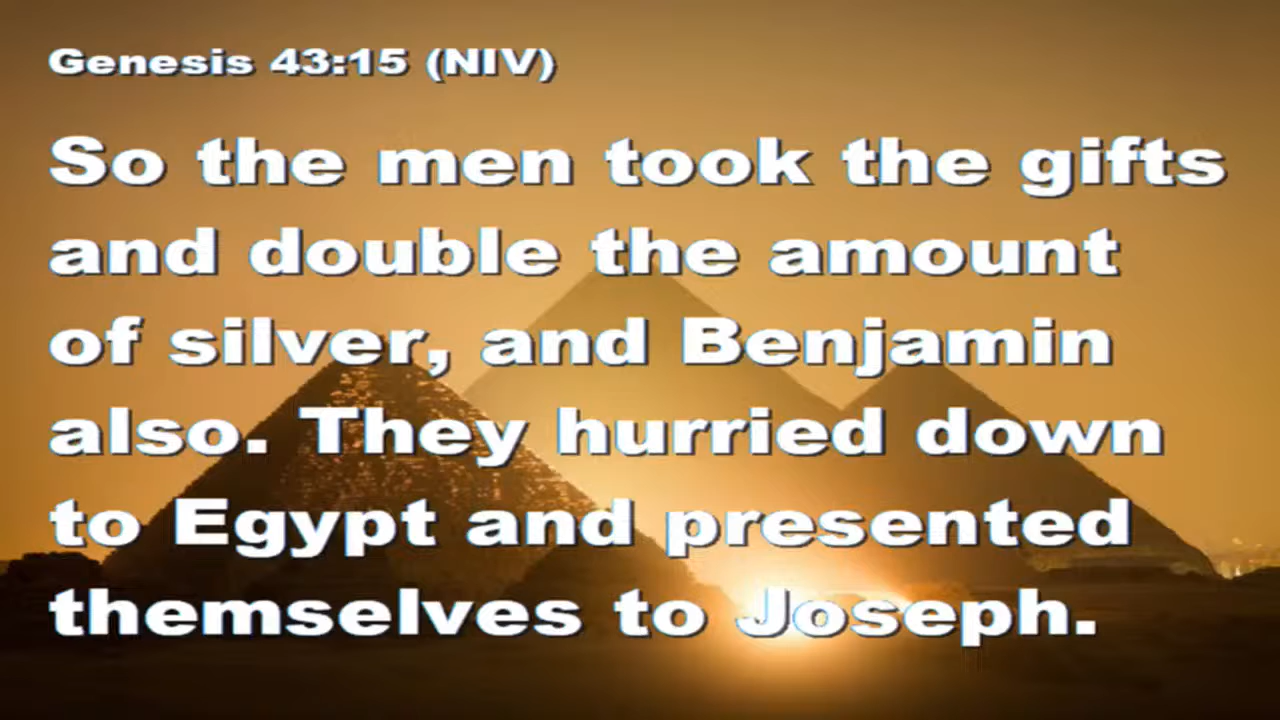 Genesis 43:15 (NIV)
So the men took the gifts
and double the amount
of silver, and Benjamin
also. They hurried down
to Egypt and presented
themselves to Joseph.